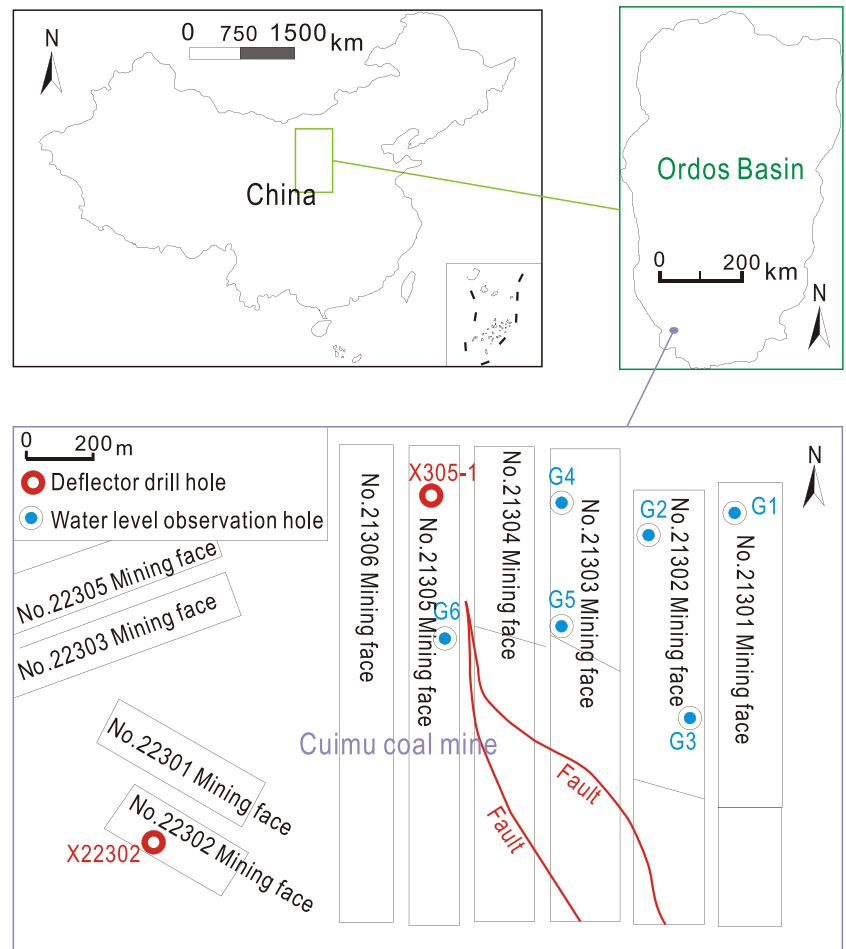 N
0 750 1500 km
China
Ordos Basin
0 200 km
N
0 200 m
Deflector drill hole
Water level observation hole
N
No.22305 Mining face
No.22303 Mining face
No.22301 Mining face
No.22302 Mining face
X22302
No.21306 Mining face
X305-1
No.21305 Mining face
G6
No.21304 Mining face
G4
No.21303 Mining face
G5
G2
No.21302 Mining face
G3
G1
No.21301 Mining face
Cuimu coal mine
Fault
Fault